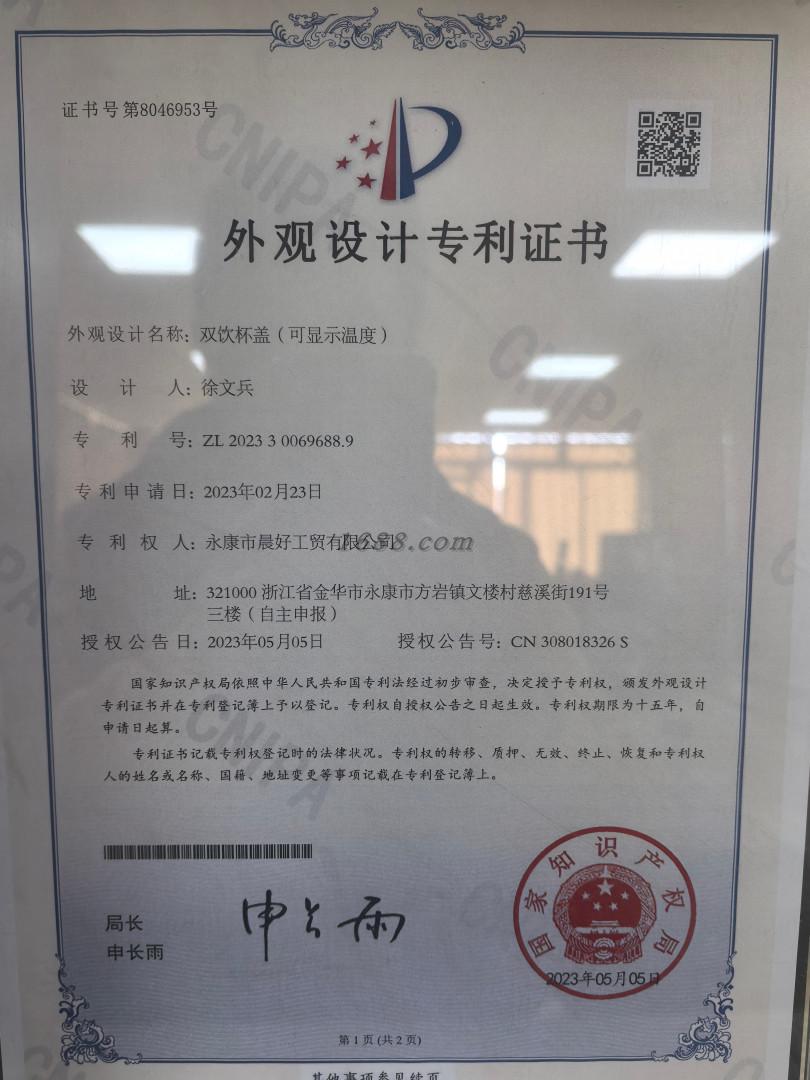 证书号第8046953号
外观设计专利证书
外观设计名称：双饮杯盖（可显示温度）
设计人：徐文兵
专利号：ZL 2023 3 0069688.9
专利申请日：2023年02月23日
专利权人：永康市晨好工贸有限公司
1688.com
地址：321000 浙江省金华市永康市方岩镇文楼村慈溪街191号
三楼（自主申报）
授权公告日：2023年05月05日 授权公告号：CN 308018326 S
国家知识产权局依照中华人民共和国专利法经过初步审查，决定授予专利权，颁发外观设计
专利证书并在专利登记簿上予以登记。专利权自授权公告之日起生效。专利权期限为十五年，自
申请日起算。
专利证书记载专利权登记时的法律状况。专利权的转移、质押、无效、终止、恢复和专利权
人的姓名或名称、国籍、地址变更等事项记载在专利登记簿上。
局长
申长雨
申长雨
国家知识产权局
2023年05月05日
第 1 页 (共 2 页)
其他事项参见续页
CNIPA
CNIPA
CNIPA